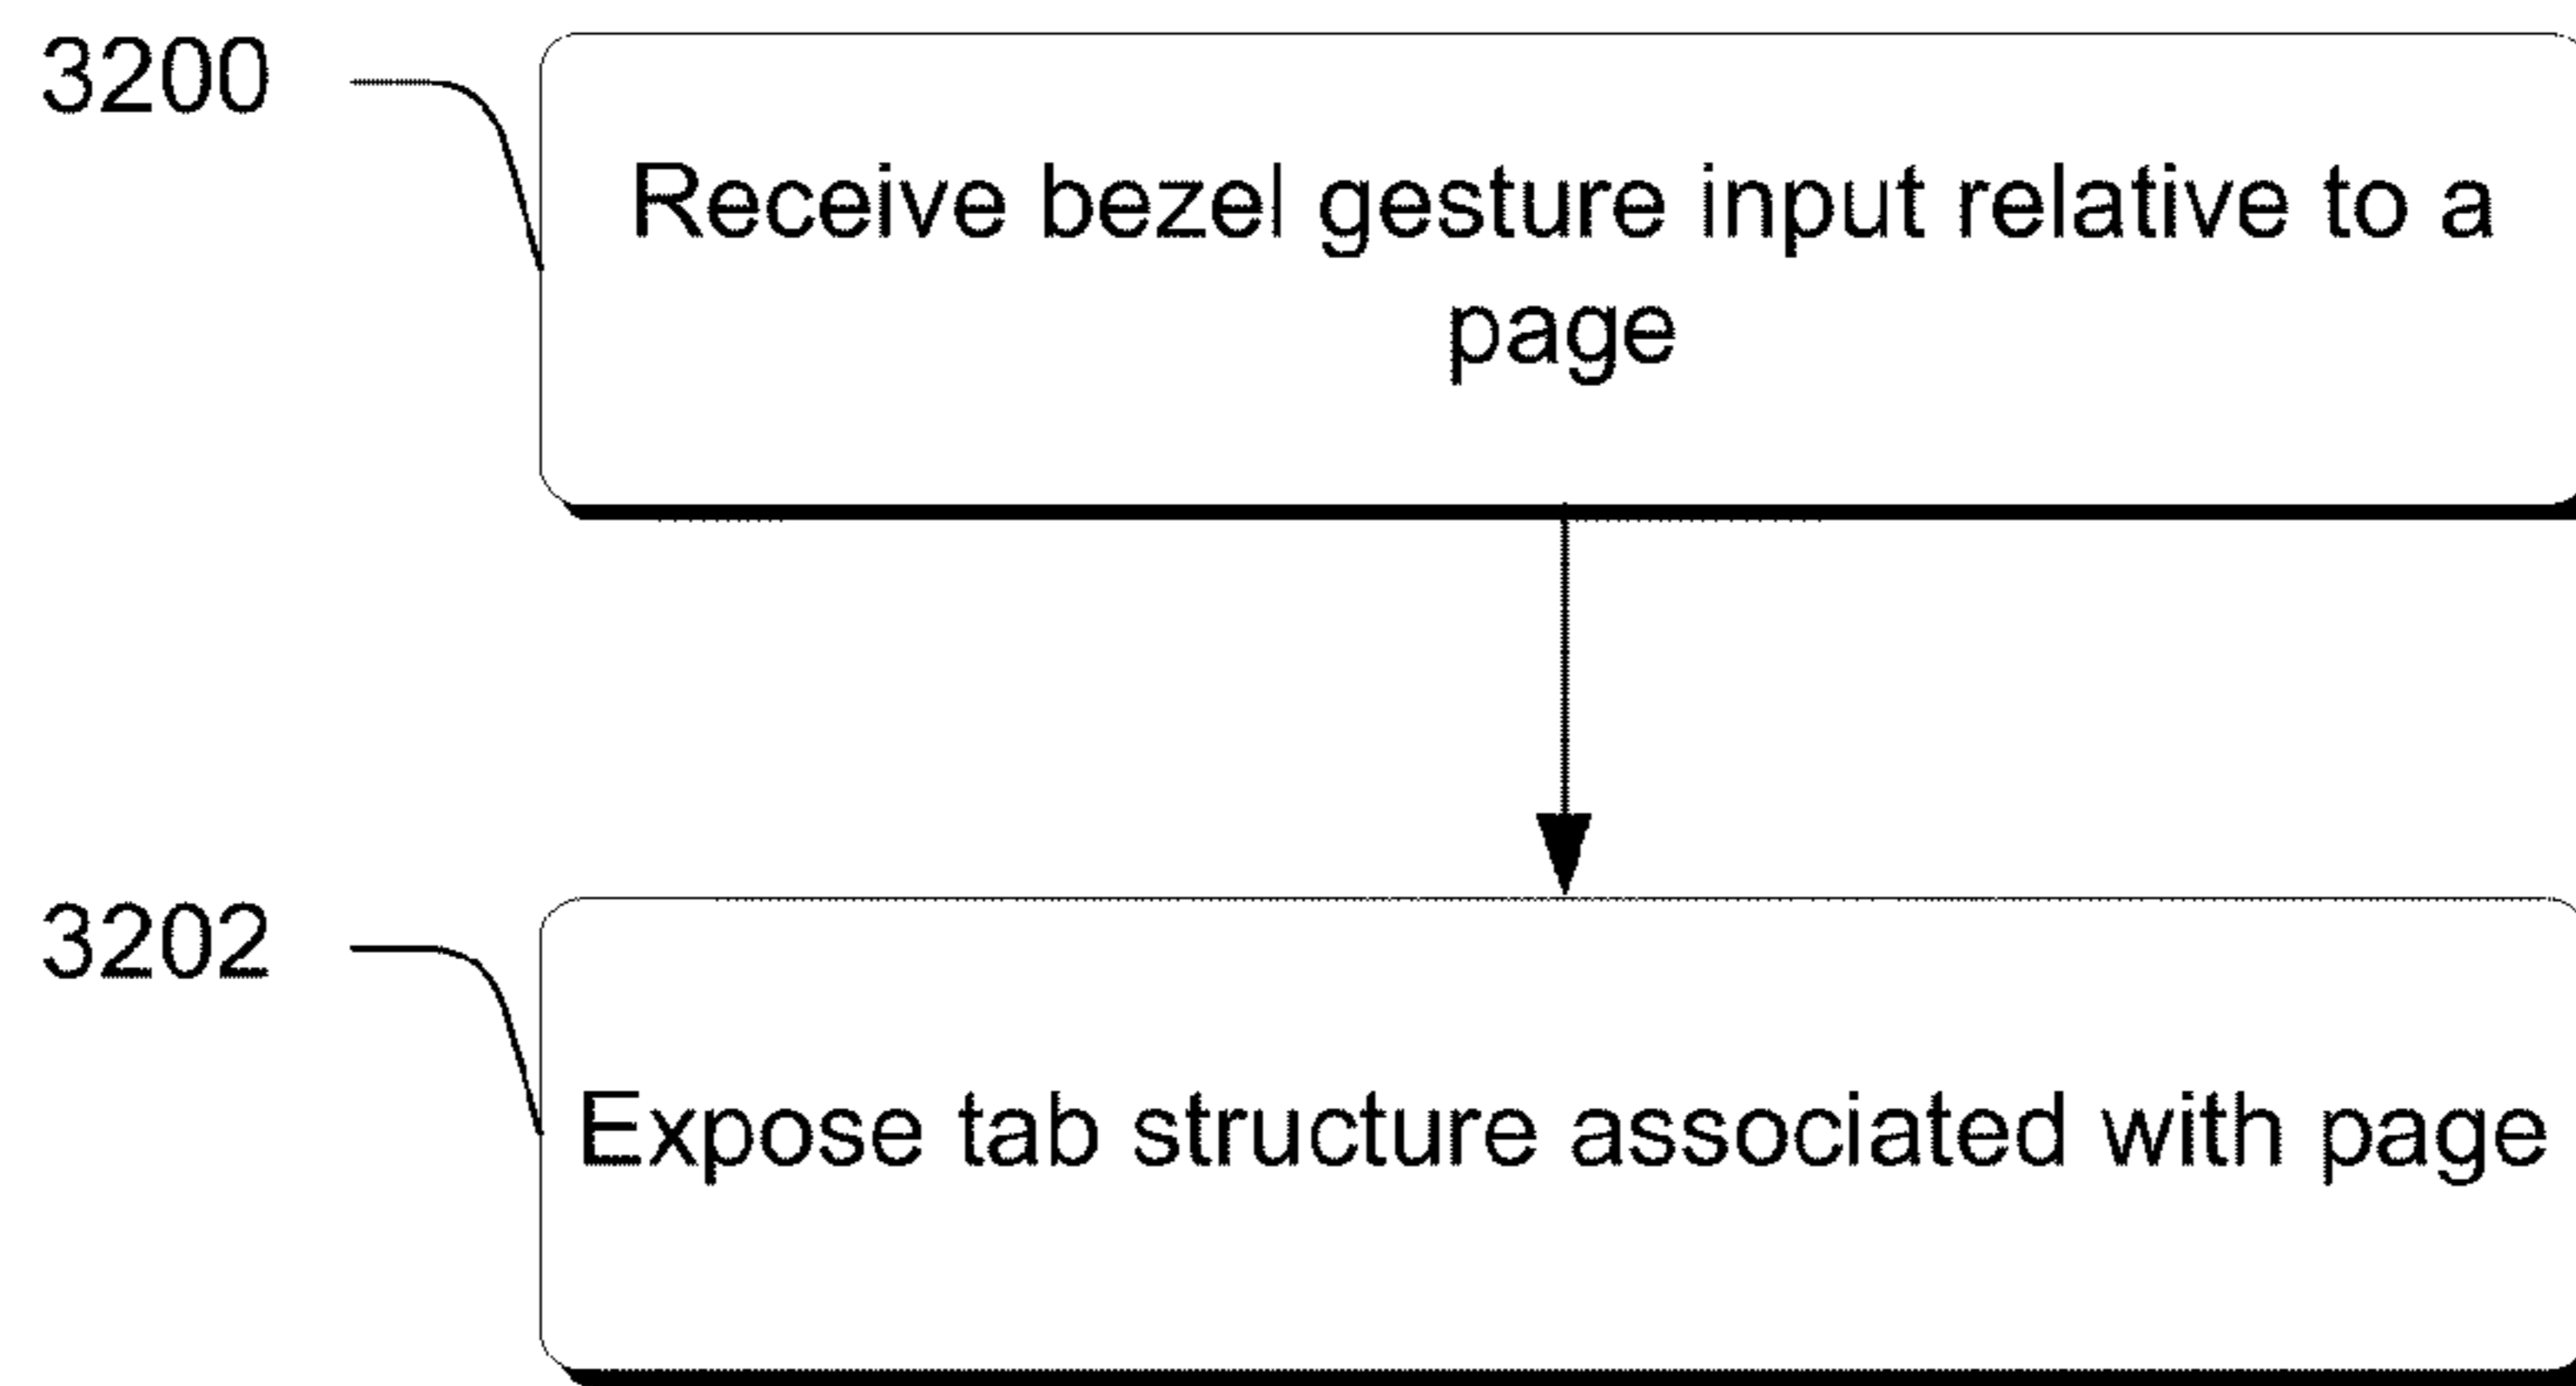 3200
Receive bezel gesture input relative to a
page
3202
Expose tab structure associated with page